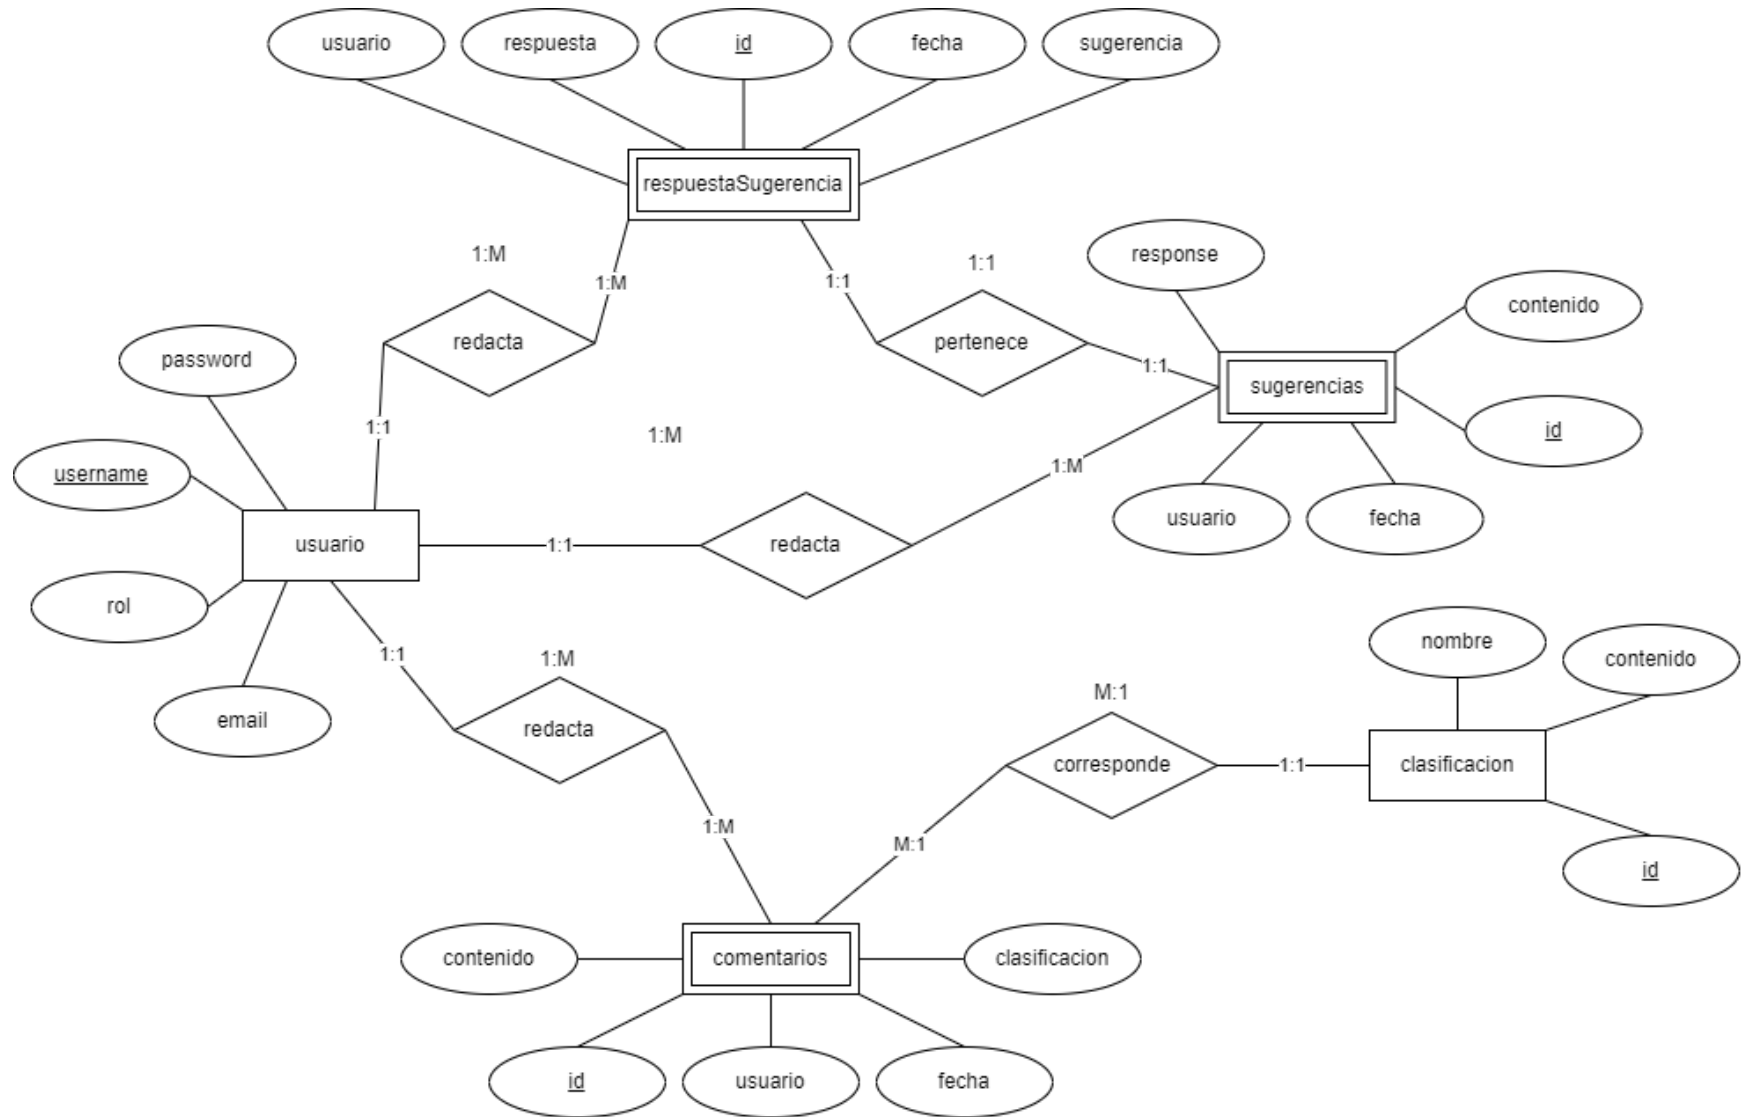 usuario
respuesta
id
fecha
sugerencia
respuestaSugerencia
1:M
1:1
response
1:M
1:1
contenido
redacta
pertenece
password
1:1
sugerencias
1:1
1:M
id
username
1:M
usuario
fecha
usuario
1:1
redacta
rol
nombre
1:1
1:M
contenido
M:1
email
redacta
corresponde
1:1
clasificacion
1:M
M:1
id
contenido
comentarios
clasificacion
id
usuario
fecha